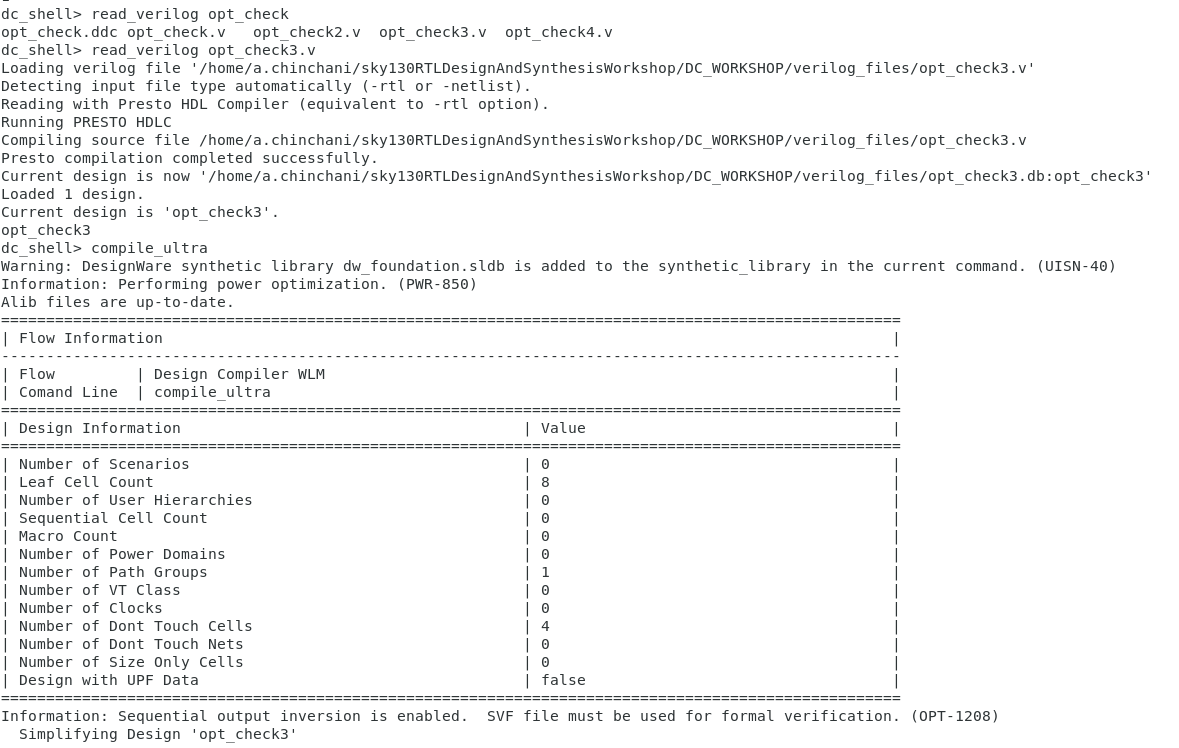 dc_shell> read_verilog opt_check
opt_check.ddc opt_check.v   opt_check2.v  opt_check3.v  opt_check4.v
dc_shell> read_verilog opt_check3.v
Loading verilog file '/home/a.chinchani/sky130RTLDesignAndSynthesisWorkshop/DC_WORKSHOP/verilog_files/opt_check3.v'
Detecting input file type automatically (-rtl or -netlist).
Reading with Presto HDL Compiler (equivalent to -rtl option).
Running PRESTO HDLC
Compiling source file /home/a.chinchani/sky130RTLDesignAndSynthesisWorkshop/DC_WORKSHOP/verilog_files/opt_check3.v
Presto compilation completed successfully.
Current design is now '/home/a.chinchani/sky130RTLDesignAndSynthesisWorkshop/DC_WORKSHOP/verilog_files/opt_check3.db:opt_check3'
Loaded 1 design.
Current design is 'opt_check3'.
opt_check3
dc_shell> compile_ultra
Warning: DesignWare synthetic library dw_foundation.sldb is added to the synthetic_library in the current command. (UISN-40)
Information: Performing power optimization. (PWR-850)
Alib files are up-to-date.
====================================================================================================
| Flow Information                                                                                 |
----------------------------------------------------------------------------------------------------
| Flow         | Design Compiler WLM                                                               |
| Comand Line  | compile_ultra                                                                     |
====================================================================================================
| Design Information                                      | Value                                  |
====================================================================================================
| Number of Scenarios                                     | 0                                      |
| Leaf Cell Count                                         | 8                                      |
| Number of User Hierarchies                              | 0                                      |
| Sequential Cell Count                                   | 0                                      |
| Macro Count                                             | 0                                      |
| Number of Power Domains                                 | 0                                      |
| Number of Path Groups                                   | 1                                      |
| Number of VT Class                                      | 0                                      |
| Number of Clocks                                        | 0                                      |
| Number of Dont Touch Cells                              | 4                                      |
| Number of Dont Touch Nets                               | 0                                      |
| Number of Size Only Cells                               | 0                                      |
| Design with UPF Data                                    | false                                  |
====================================================================================================
Information: Sequential output inversion is enabled.  SVF file must be used for formal verification. (OPT-1208)
  Simplifying Design 'opt_check3'